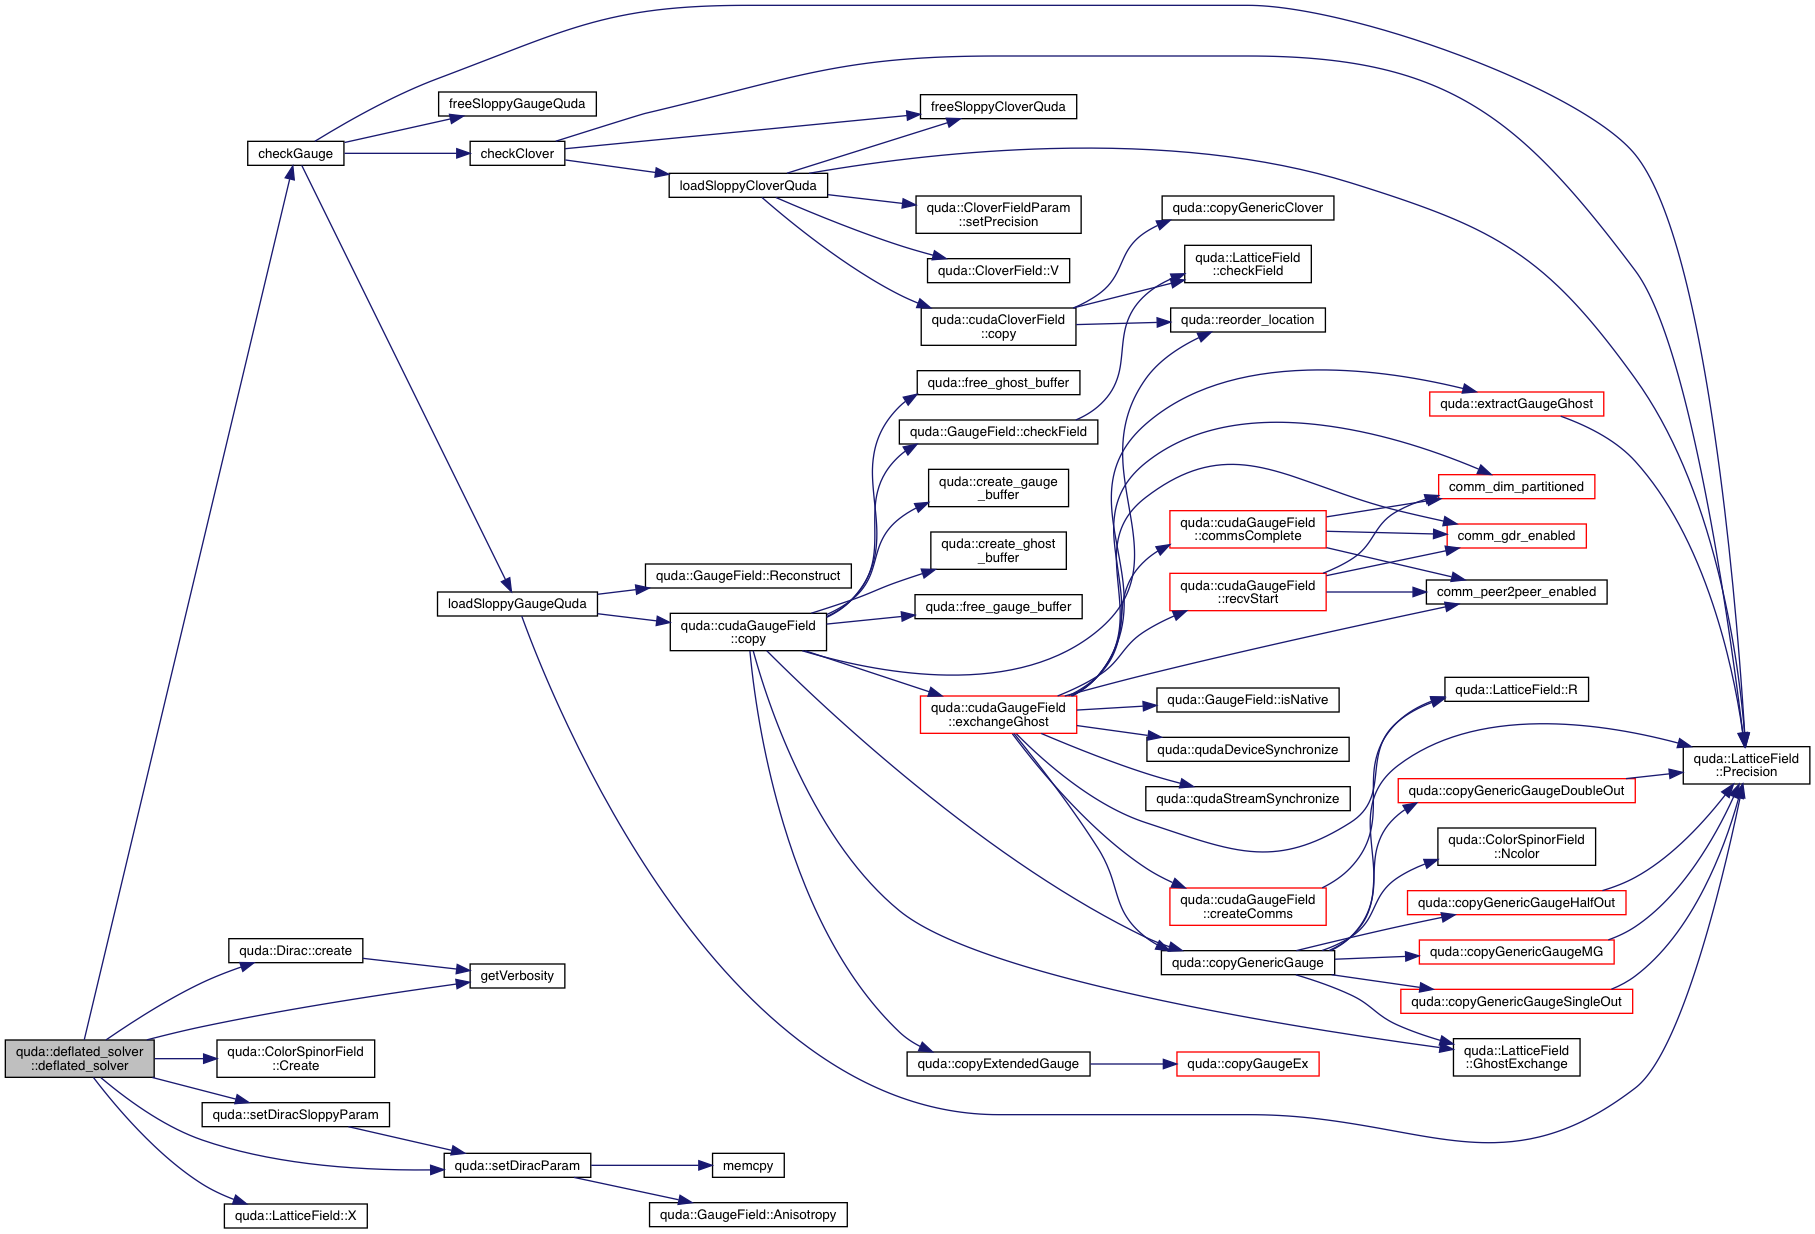 freeSloppyGaugeQuda
freeSloppyCloverQuda
checkGauge
checkClover
loadSloppyCloverQuda
quda::CloverFieldParam
::setPrecision
quda::copyGenericClover
quda::CloverField::V
quda::LatticeField
::checkField
quda::cudaCloverField
::copy
quda::reorder_location
quda::free_ghost_buffer
quda::extractGaugeGhost
quda::GaugeField::checkField
quda::create_gauge
_buffer
comm_dim_partitioned
quda::cudaGaugeField
::commsComplete
comm_gdr_enabled
quda::create_ghost
_buffer
quda::GaugeField::Reconstruct
quda::cudaGaugeField
::recvStart
comm_peer2peer_enabled
loadSloppyGaugeQuda
quda::free_gauge_buffer
quda::cudaGaugeField
::copy
quda::LatticeField::R
quda::GaugeField::isNative
quda::cudaGaugeField
::exchangeGhost
quda::qudaDeviceSynchronize
quda::LatticeField
::Precision
quda::qudaStreamSynchronize
quda::copyGenericGaugeDoubleOut
quda::ColorSpinorField
::Ncolor
quda::cudaGaugeField
::createComms
quda::copyGenericGaugeHalfOut
quda::Dirac::create
quda::copyGenericGaugeMG
quda::copyGenericGauge
getVerbosity
quda::copyGenericGaugeSingleOut
quda::deflated_solver
::deflated_solver
quda::ColorSpinorField
::Create
quda::LatticeField
::GhostExchange
quda::copyExtendedGauge
quda::copyGaugeEx
quda::setDiracSloppyParam
quda::setDiracParam
memcpy
quda::LatticeField::X
quda::GaugeField::Anisotropy